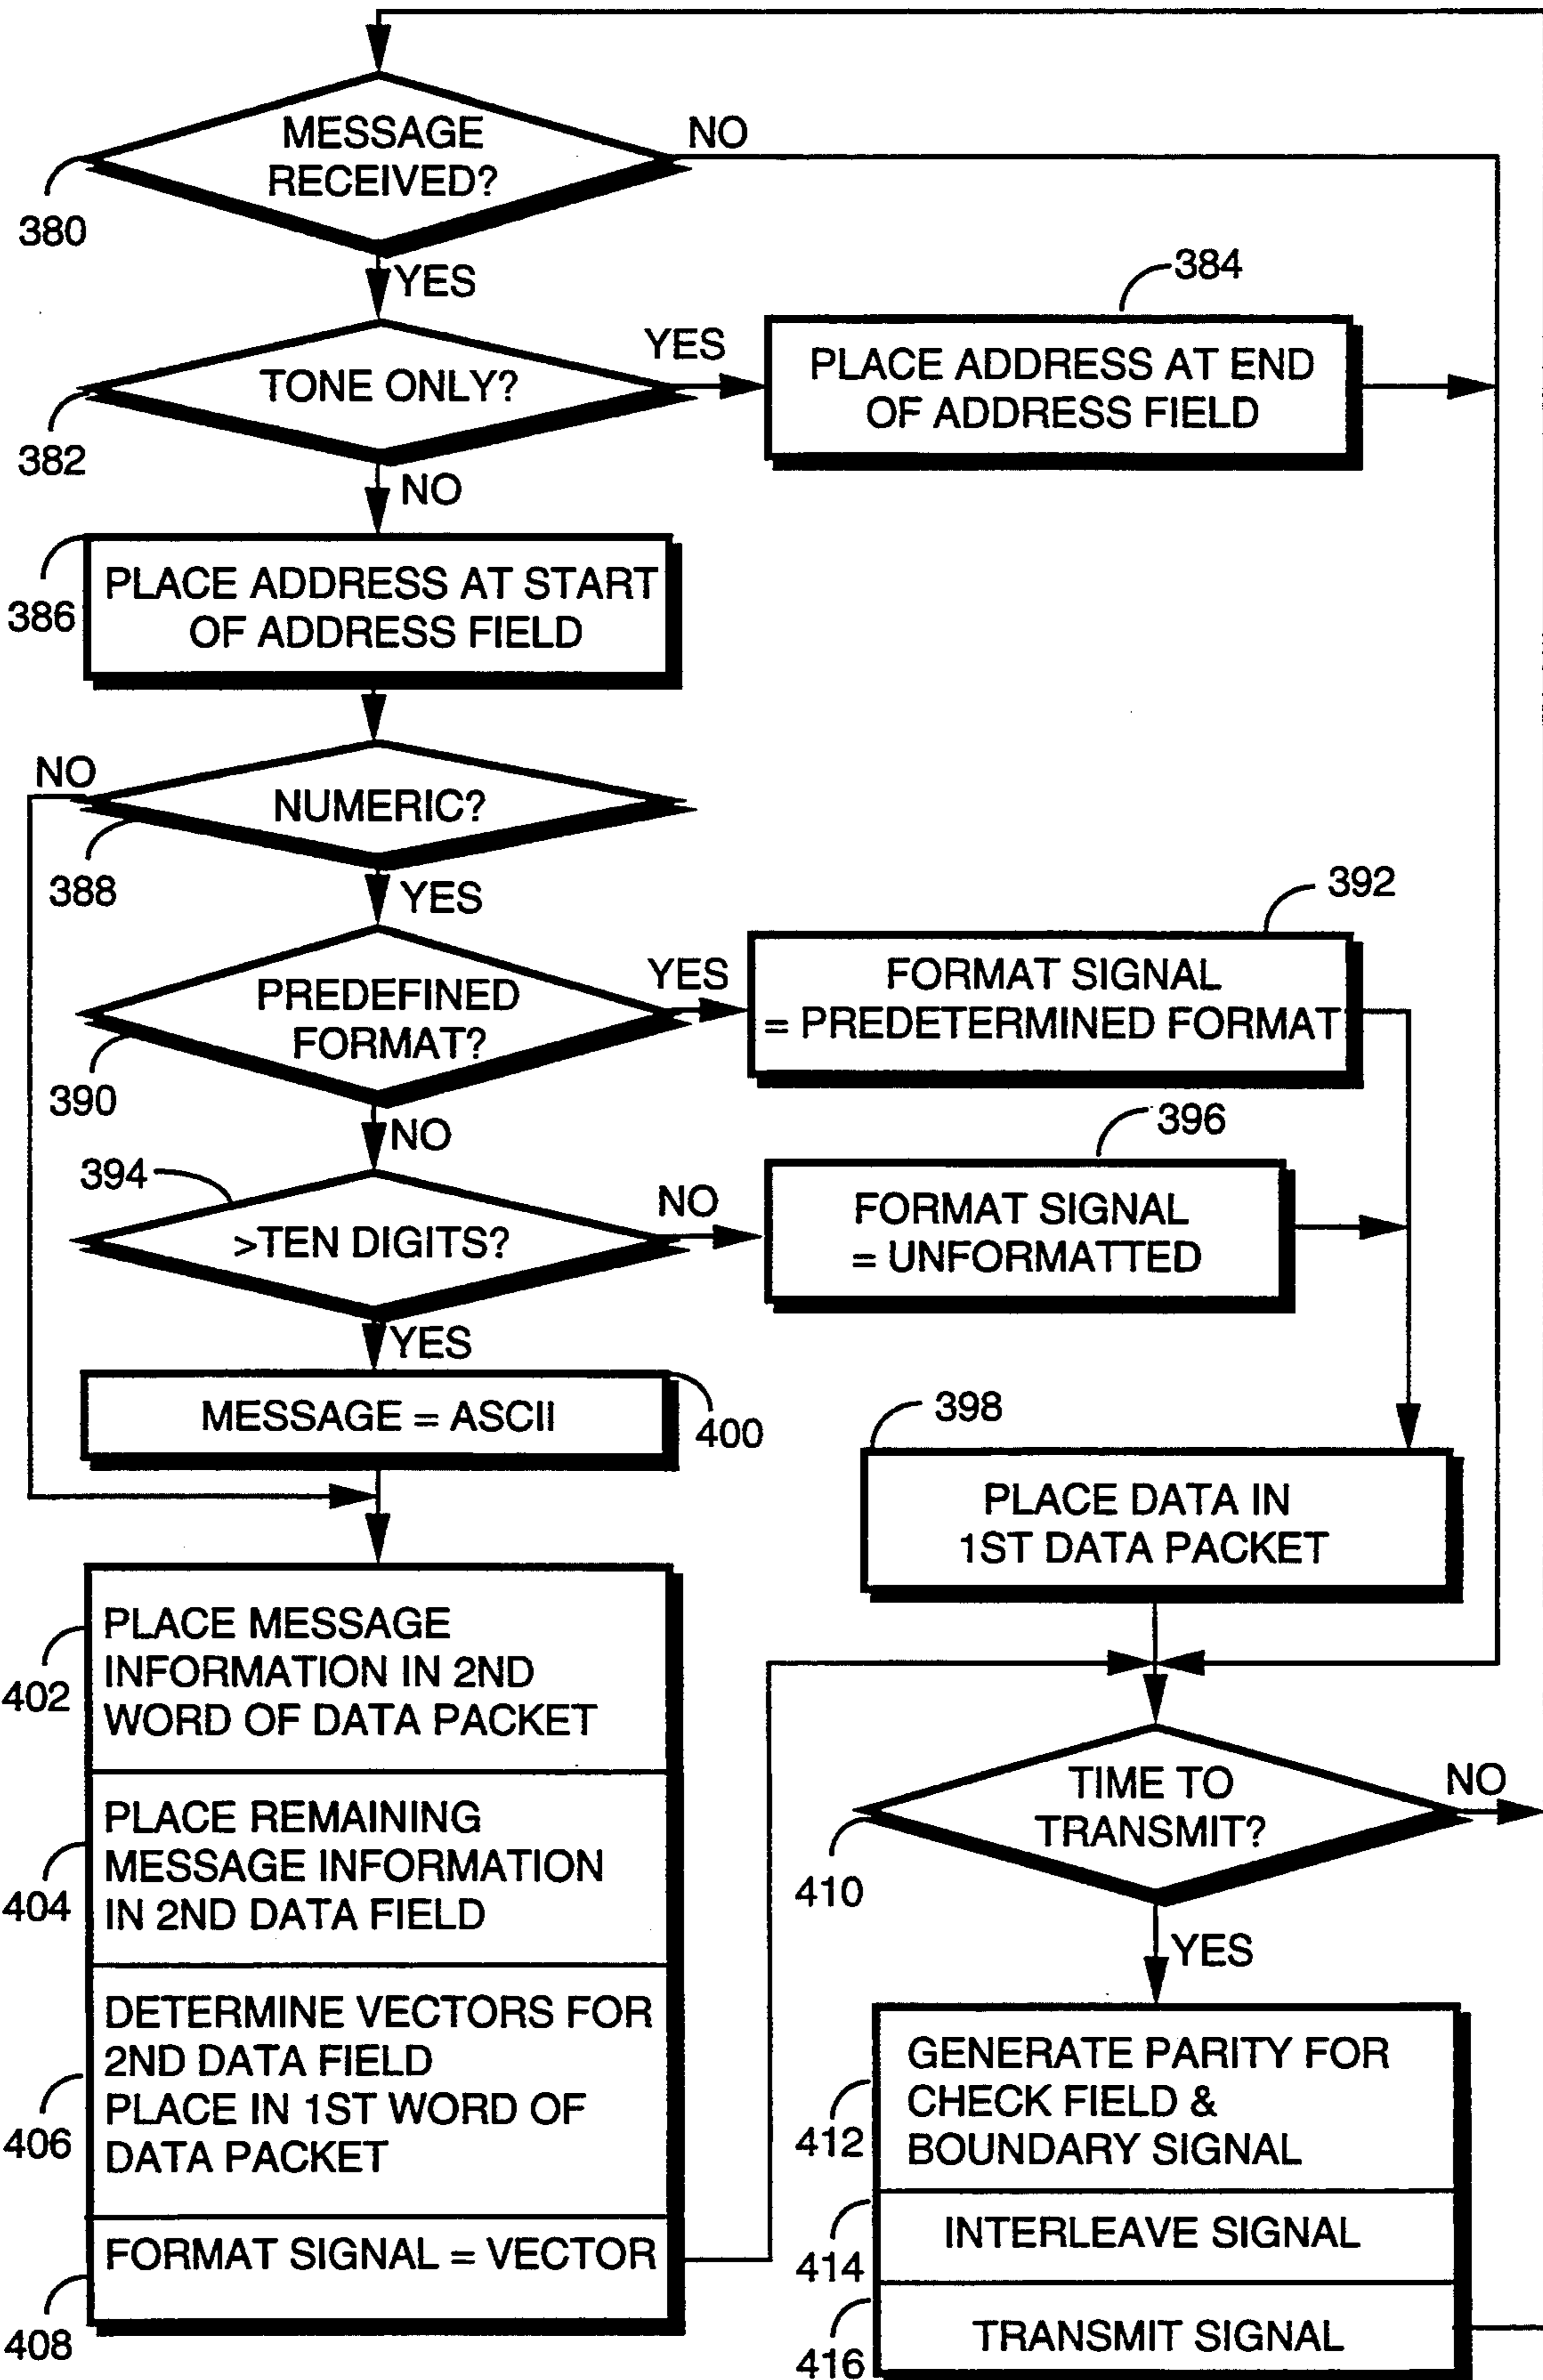 MESSAGE
RECEIVED?
NO
380
YES
384
TONE ONLY?
YES
PLACE ADDRESS AT END
OF ADDRESS FIELD
382
NO
386
PLACE ADDRESS AT START
OF ADDRESS FIELD
NO
NUMERIC?
388
YES
392
PREDEFINED
FORMAT?
YES
FORMAT SIGNAL
= PREDETERMINED FORMAT
390
NO
396
394
>TEN DIGITS?
NO
FORMAT SIGNAL
= UNFORMATTED
YES
MESSAGE = ASCII
400
398
PLACE DATA IN
1ST DATA PACKET
402
PLACE MESSAGE
INFORMATION IN 2ND
WORD OF DATA PACKET
404
PLACE REMAINING
MESSAGE INFORMATION
IN 2ND DATA FIELD
406
DETERMINE VECTORS FOR
2ND DATA FIELD
PLACE IN 1ST WORD OF
DATA PACKET
408
FORMAT SIGNAL = VECTOR
TIME TO
TRANSMIT?
NO
410
YES
412
GENERATE PARITY FOR
CHECK FIELD &
BOUNDARY SIGNAL
414
INTERLEAVE SIGNAL
416
TRANSMIT SIGNAL